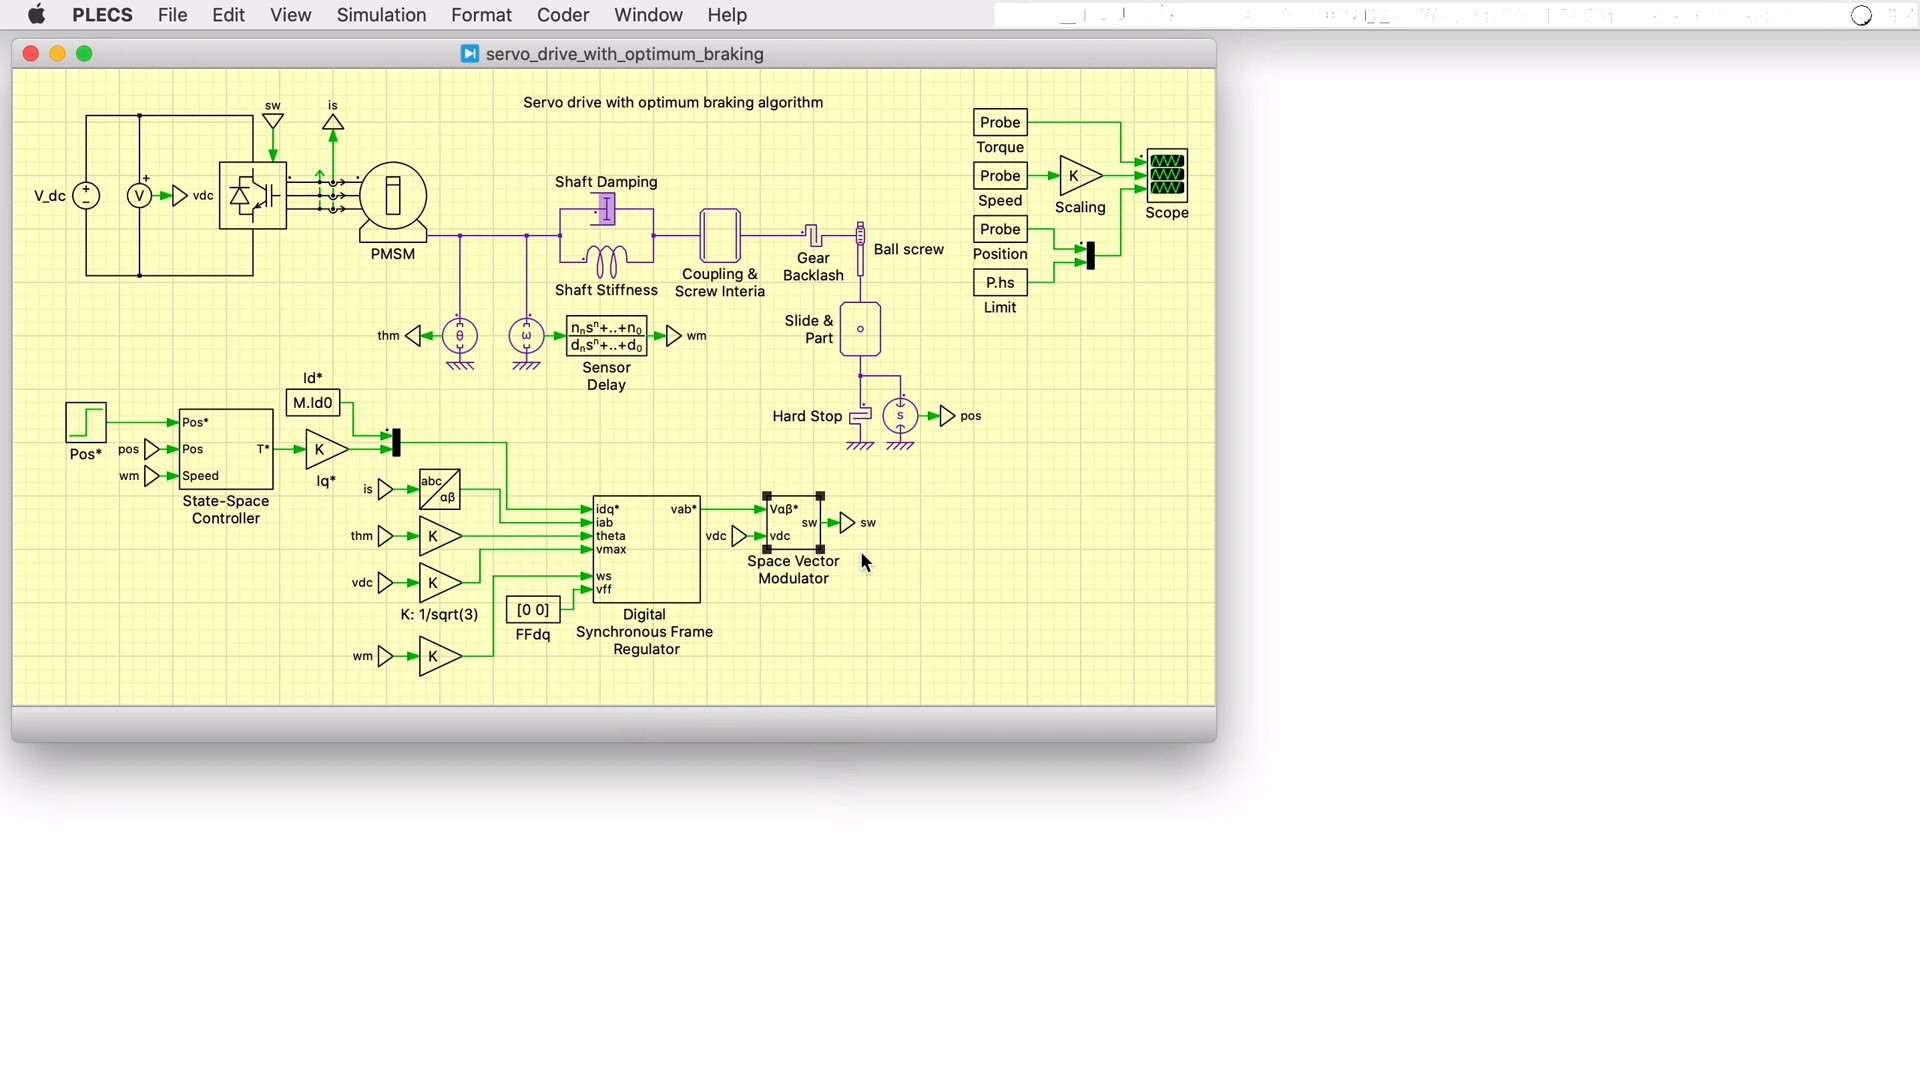 PLECS File Edit View Simulation Format Coder Window Help
servo_drive_with_optimum_braking
Servo drive with optimum braking algorithm
sw
is
V_dc
+
−
V
+
vdc
PMSM
Shaft Damping
Shaft Stiffness
Coupling &
Screw Interia
Gear
Backlash
Ball screw
Slide &
Part
Hard Stop
s
pos
Probe
Torque
Probe
Speed
K
Scaling
Scope
Probe
Position
P.hs
Limit
thm
θ
ω
nₙsⁿ+..+n₀
dₙsⁿ+..+d₀
Sensor
Delay
wm
Pos*
pos
wm
Pos*
Pos
Speed
T*
State-Space
Controller
Id*
M.Id0
K
Iq*
is
abc
αβ
thm
K
vdc
K
K: 1/sqrt(3)
wm
K
[0 0]
FFdq
idq*
iab
theta
vmax
ws
vff
vab*
Digital
Synchronous Frame
Regulator
vdc
Vαβ*
sw
vdc
Space Vector
Modulator
sw